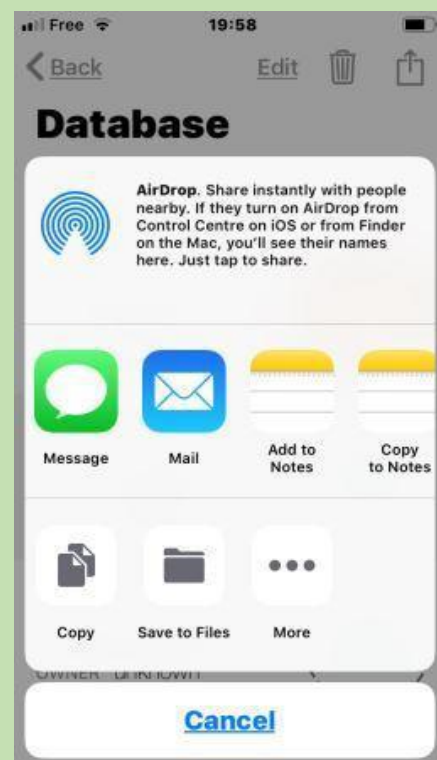 Free 19:58
Back Edit
Database
AirDrop. Share instantly with people
nearby. If they turn on AirDrop from
Control Centre on iOS or from Finder
on the Mac, you'll see their names
here. Just tap to share.
Message Mail Add to Notes Copy to Notes
Copy Save to Files More
OWNER unknown
Cancel